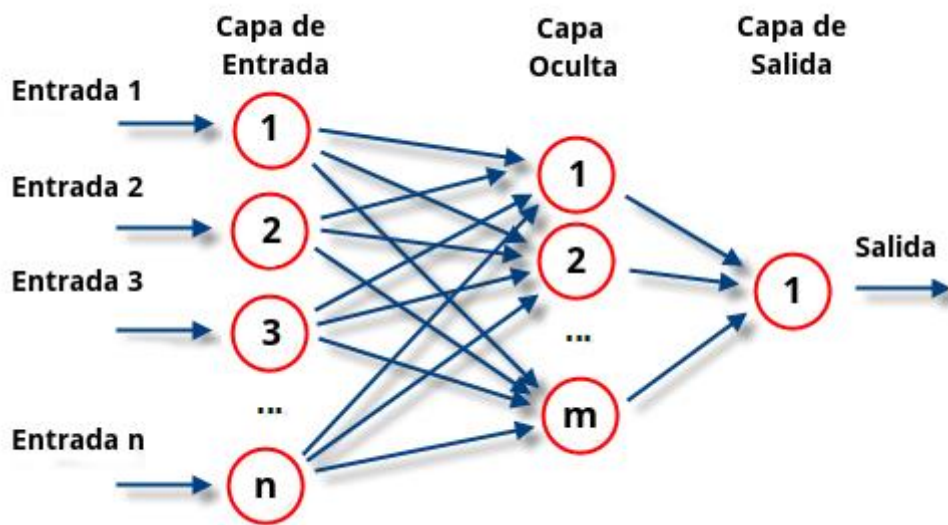 Capa de
Entrada
Capa
Oculta
Capa de
Salida
Entrada 1
1
Entrada 2
2
Entrada 3
3
...
Entrada n
n
1
2
...
m
1
Salida